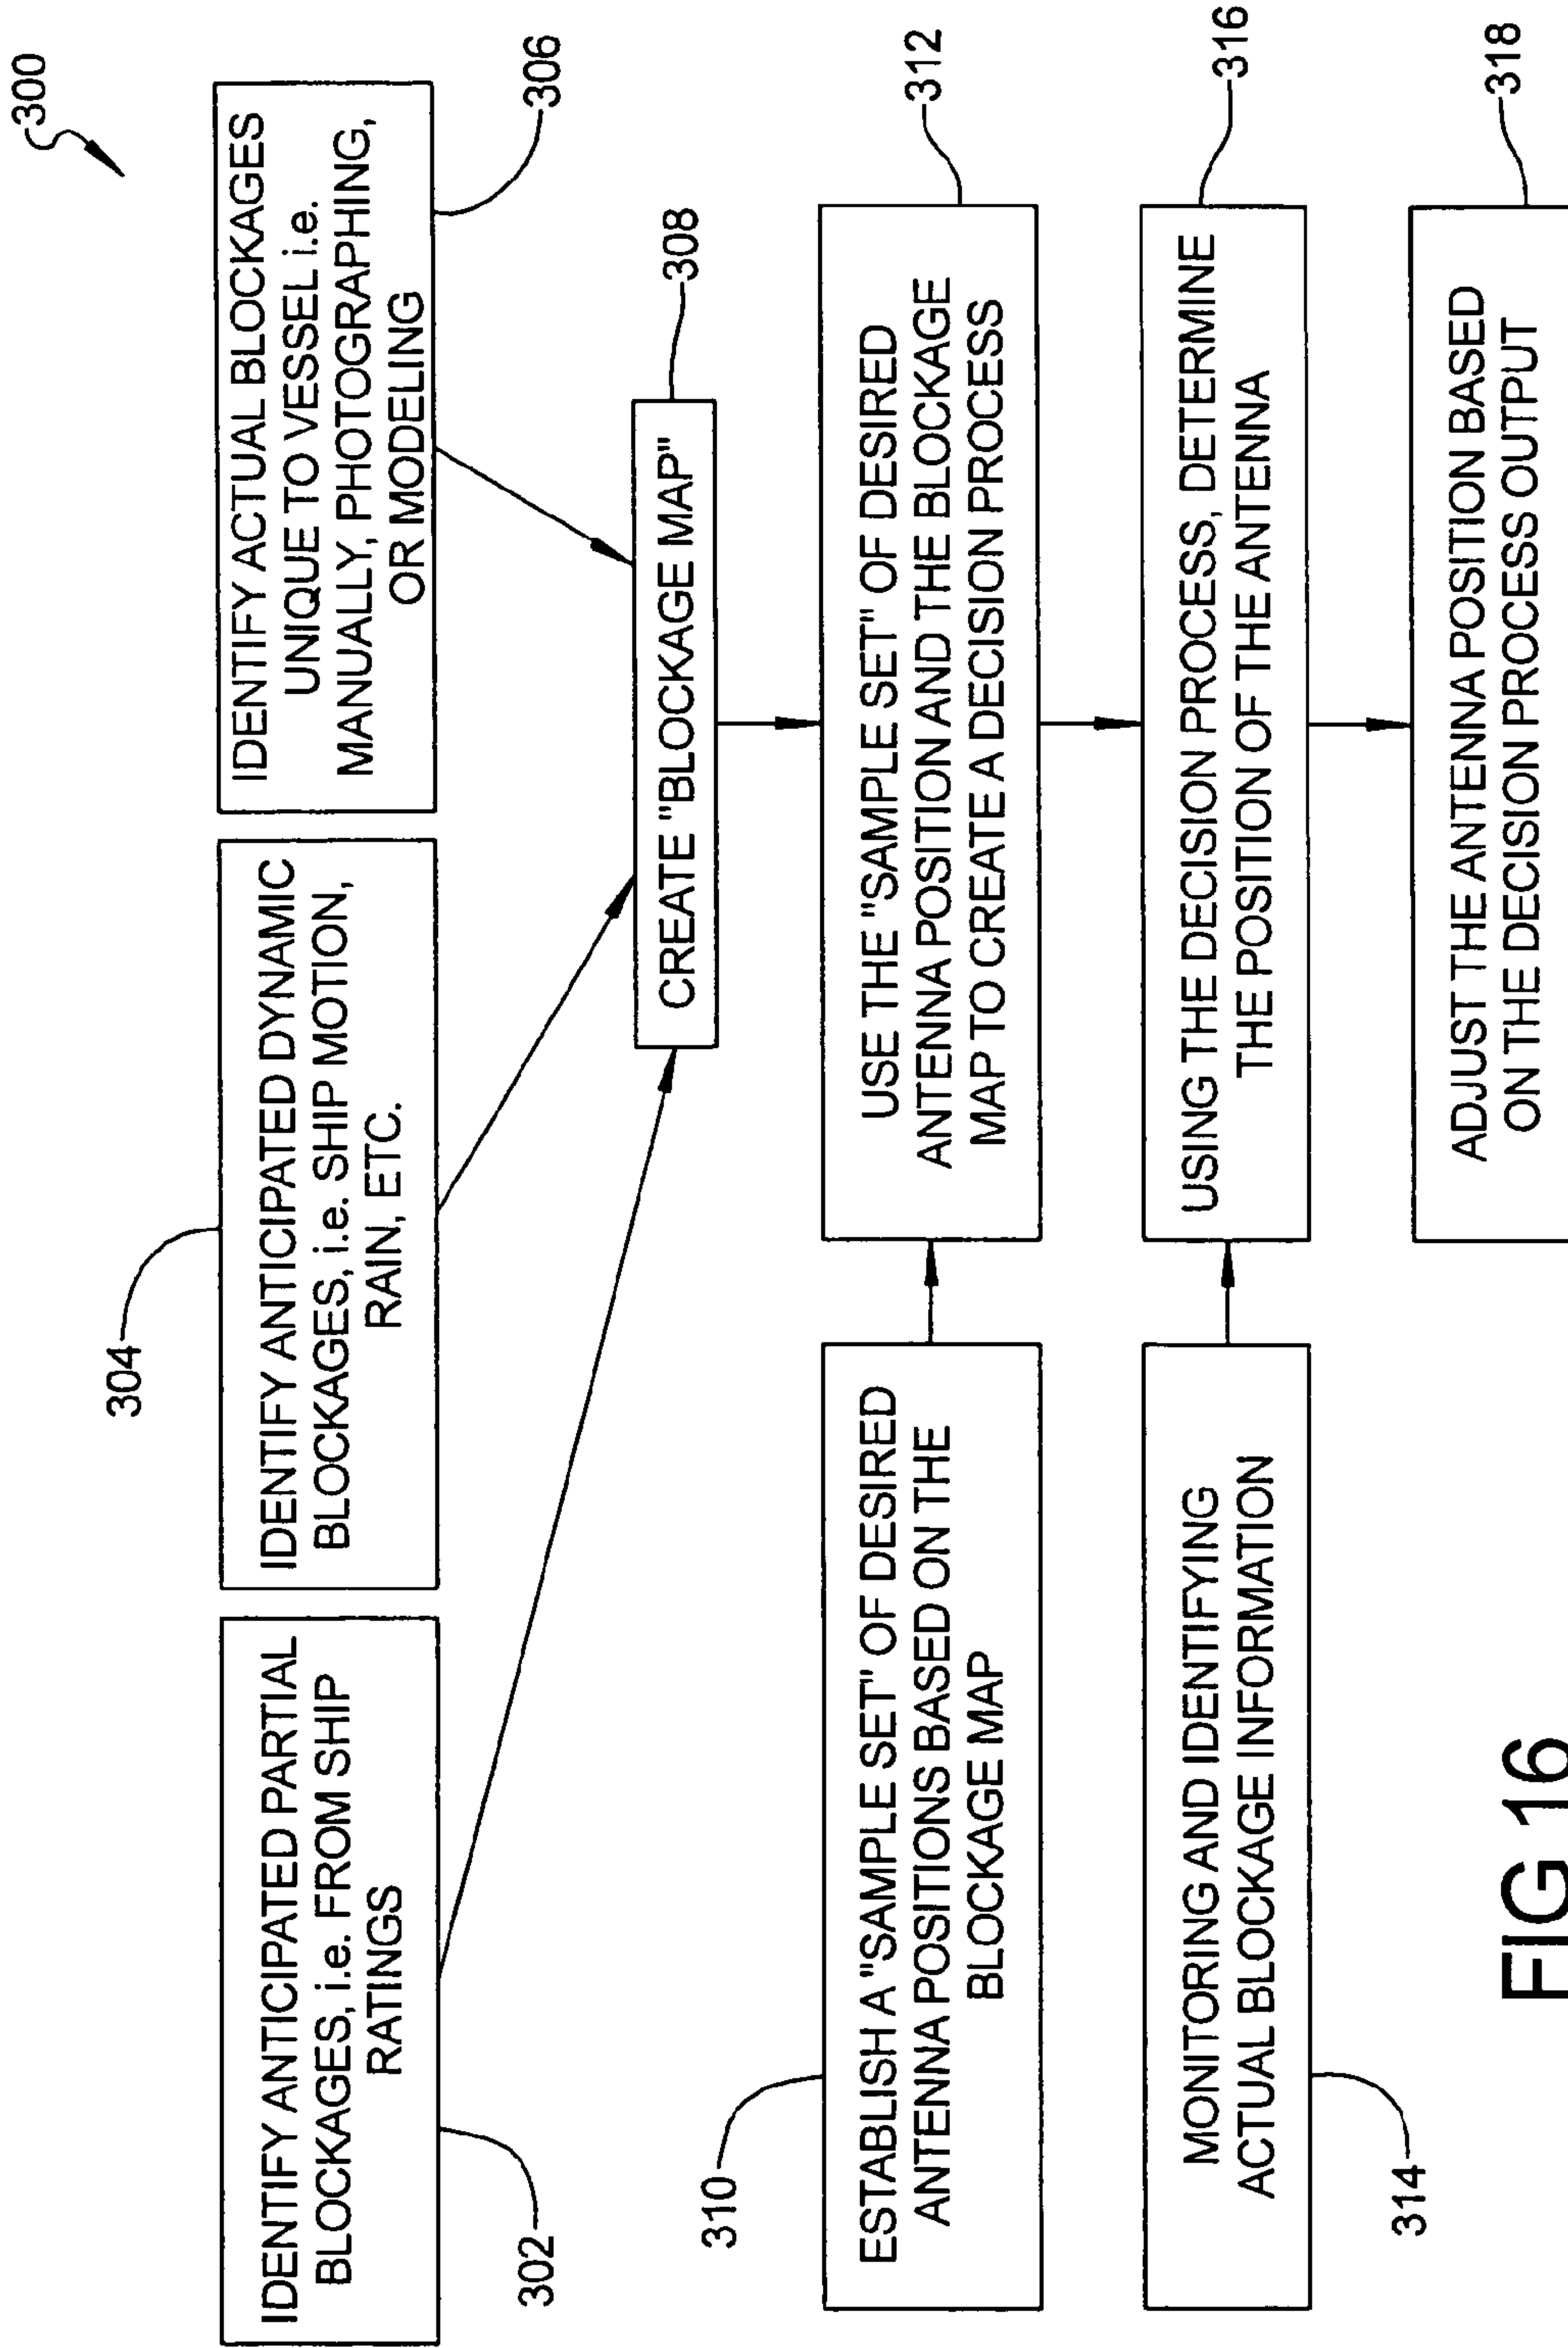 300
IDENTIFY ANTICIPATED PARTIAL
BLOCKAGES, i.e. FROM SHIP
RATINGS
302
304
IDENTIFY ANTICIPATED DYNAMIC
BLOCKAGES, i.e. SHIP MOTION,
RAIN, ETC.
IDENTIFY ACTUAL BLOCKAGES
UNIQUE TO VESSEL i.e.
MANUALLY, PHOTOGRAPHING,
OR MODELING
306
CREATE "BLOCKAGE MAP"
308
310
ESTABLISH A "SAMPLE SET" OF DESIRED
ANTENNA POSITIONS BASED ON THE
BLOCKAGE MAP
USE THE "SAMPLE SET" OF DESIRED
ANTENNA POSITION AND THE BLOCKAGE
MAP TO CREATE A DECISION PROCESS
312
MONITORING AND IDENTIFYING
ACTUAL BLOCKAGE INFORMATION
314
USING THE DECISION PROCESS, DETERMINE
THE POSITION OF THE ANTENNA
316
ADJUST THE ANTENNA POSITION BASED
ON THE DECISION PROCESS OUTPUT
318
FIG 16